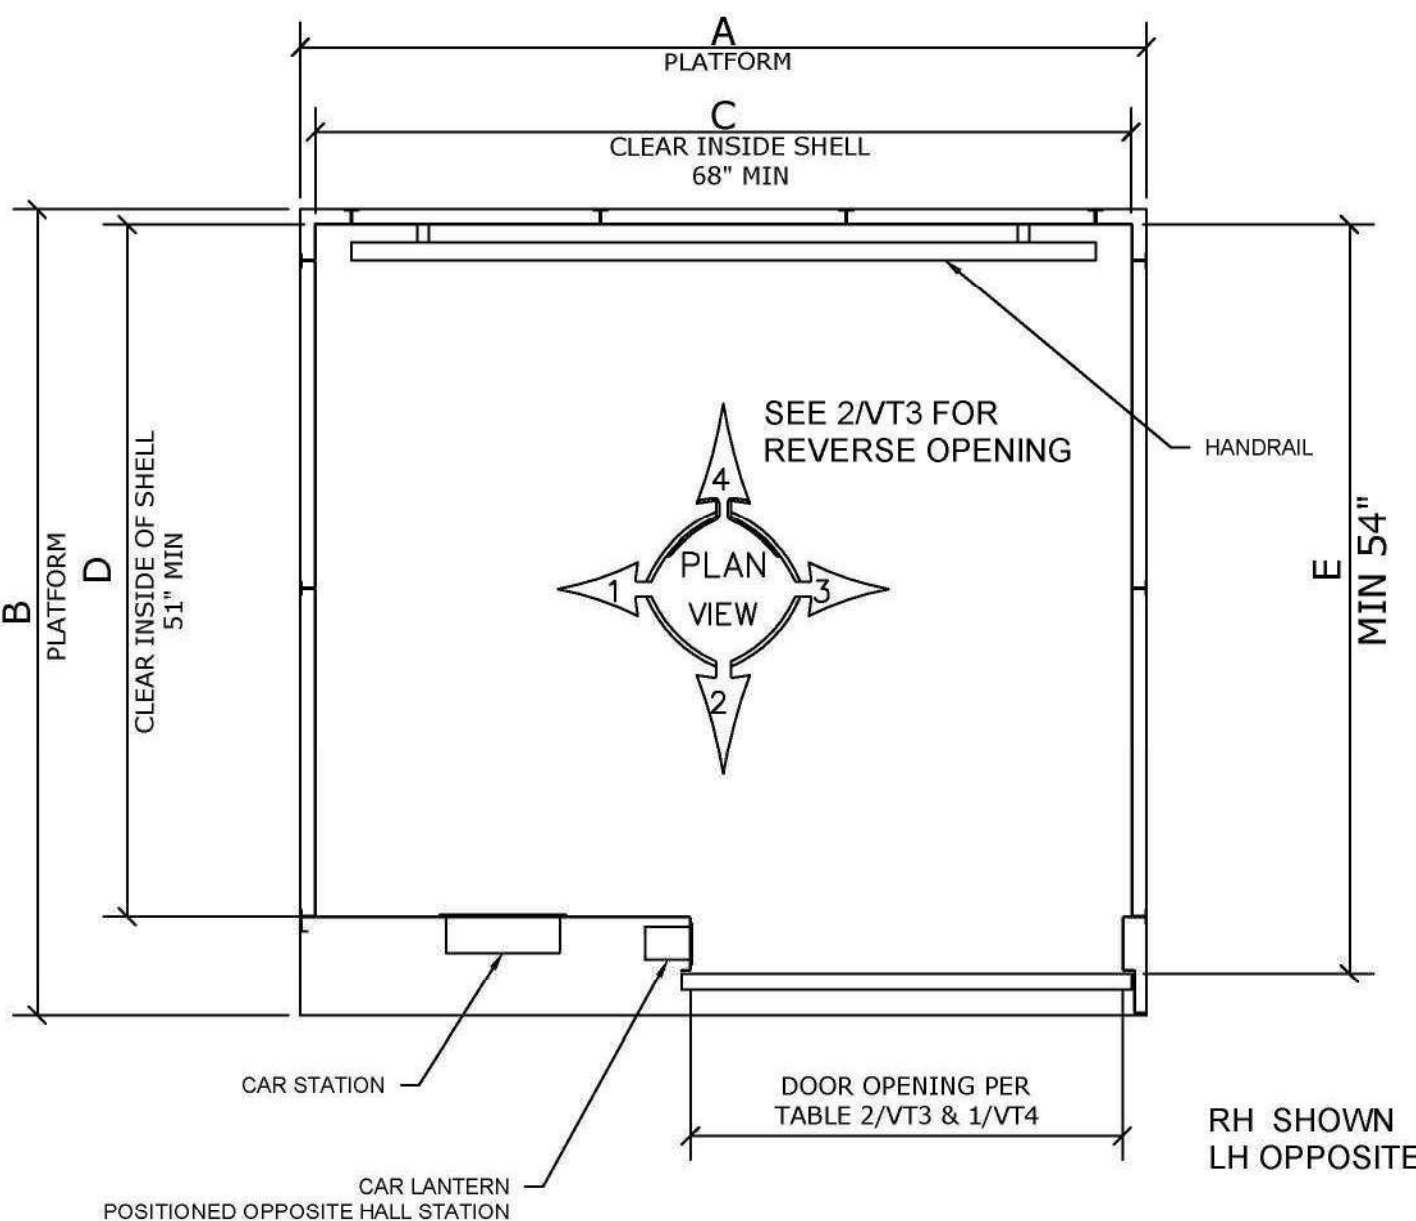 A
PLATFORM
C
CLEAR INSIDE SHELL
68" MIN
B
PLATFORM
D
CLEAR INSIDE OF SHELL
51" MIN
SEE 2/VT3 FOR
REVERSE OPENING
HANDRAIL
4
1
PLAN
VIEW
3
2
E
MIN 54"
CAR STATION
DOOR OPENING PER
TABLE 2/VT3 & 1/VT4
CAR LANTERN
POSITIONED OPPOSITE HALL STATION
RH SHOWN
LH OPPOSITE